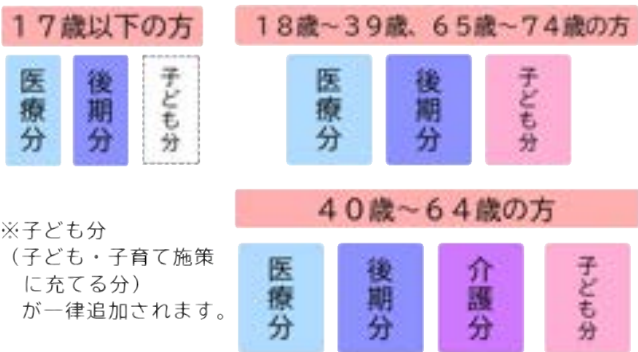 17歳以下の方
医療分
後期分
子ども分
18歳～39歳、65歳～74歳の方
医療分
後期分
子ども分
※子ども分
（子ども・子育て施策
に充てる分）
が一律追加されます。
40歳～64歳の方
医療分
後期分
介護分
子ども分